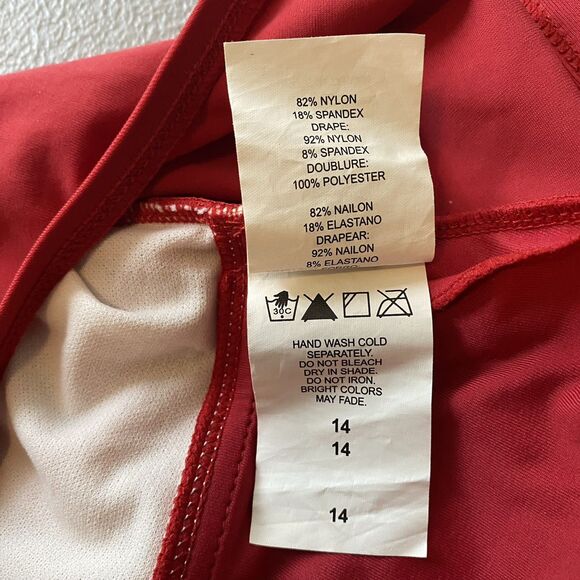 82% NYLON
18% SPANDEX
DRAPE:
92% NYLON
8% SPANDEX
DOUBLURE:
100% POLYESTER
82% NAILON
18% ELASTANO
DRAPEAR:
92% NAILON
8% ELASTANO
30C
HAND WASH COLD
SEPARATELY.
DO NOT BLEACH
DRY IN SHADE.
DO NOT IRON.
BRIGHT COLORS
MAY FADE.
14
14
14